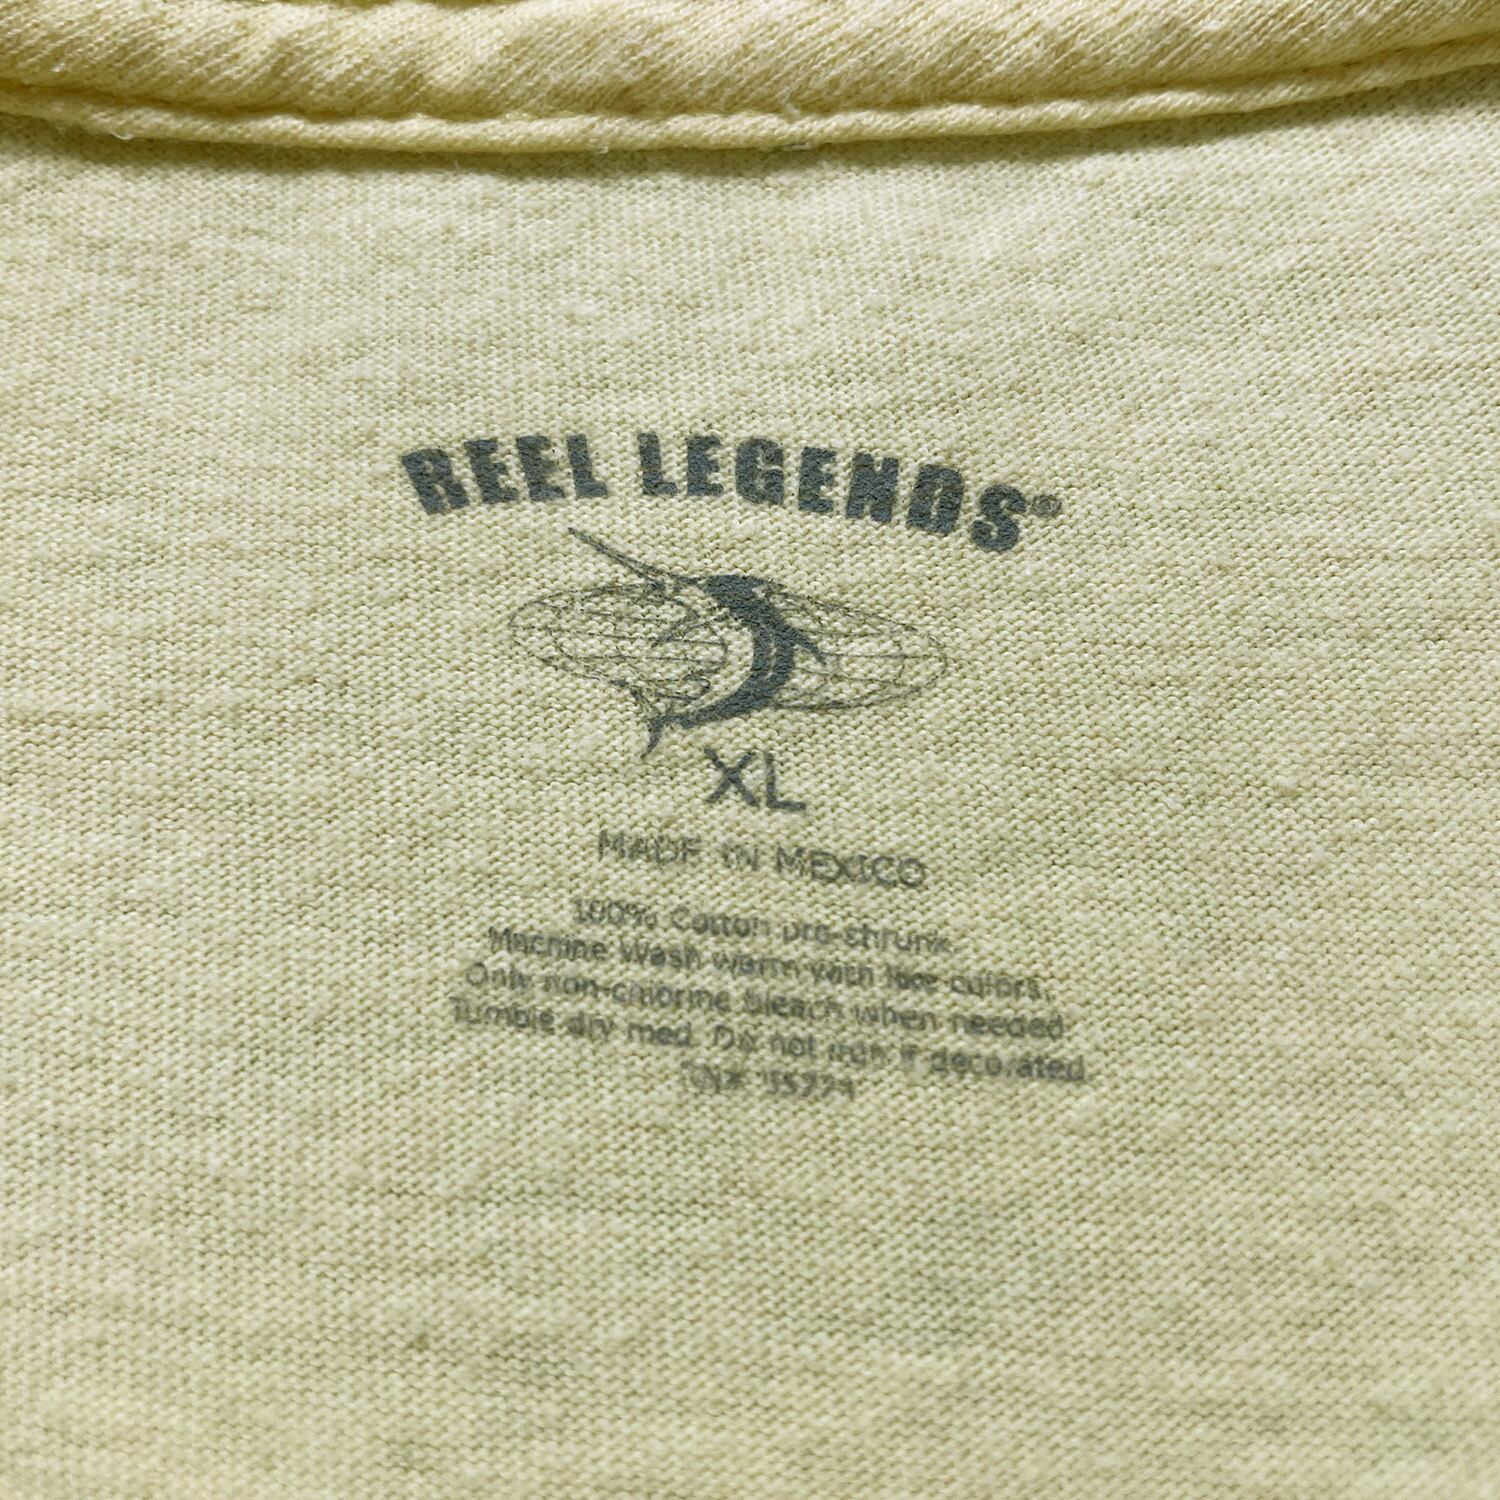 REEL LEGENDS®
XL
MADE IN MEXICO
100% Cotton pre-shrunk.
Machine Wash warm with like colors.
Only non-chlorine bleach when needed.
Tumble dry med. Do not iron if decorated.